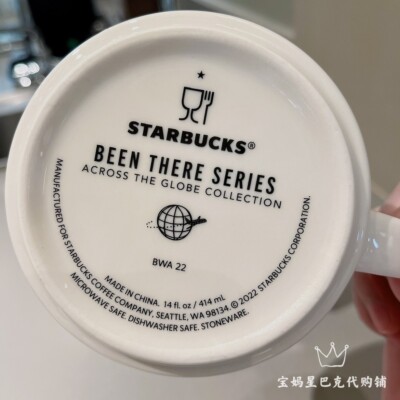 STARBUCKS®
BEEN THERE SERIES
ACROSS THE GLOBE COLLECTION
BWA 22
MANUFACTURED FOR STARBUCKS COFFEE COMPANY, SEATTLE, WA 98134. © 2022 STARBUCKS CORPORATION.
MADE IN CHINA. 14 fl. oz / 414 ml.
MICROWAVE SAFE. DISHWASHER SAFE. STONEWARE.
宝妈星巴克代购铺